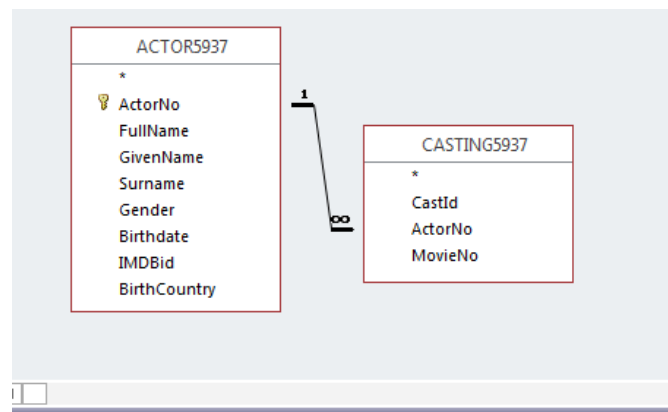 ACTOR5937
*
ActorNo
FullName
GivenName
Surname
Gender
Birthdate
IMDBid
BirthCountry
1
∞
CASTING5937
*
CastId
ActorNo
MovieNo